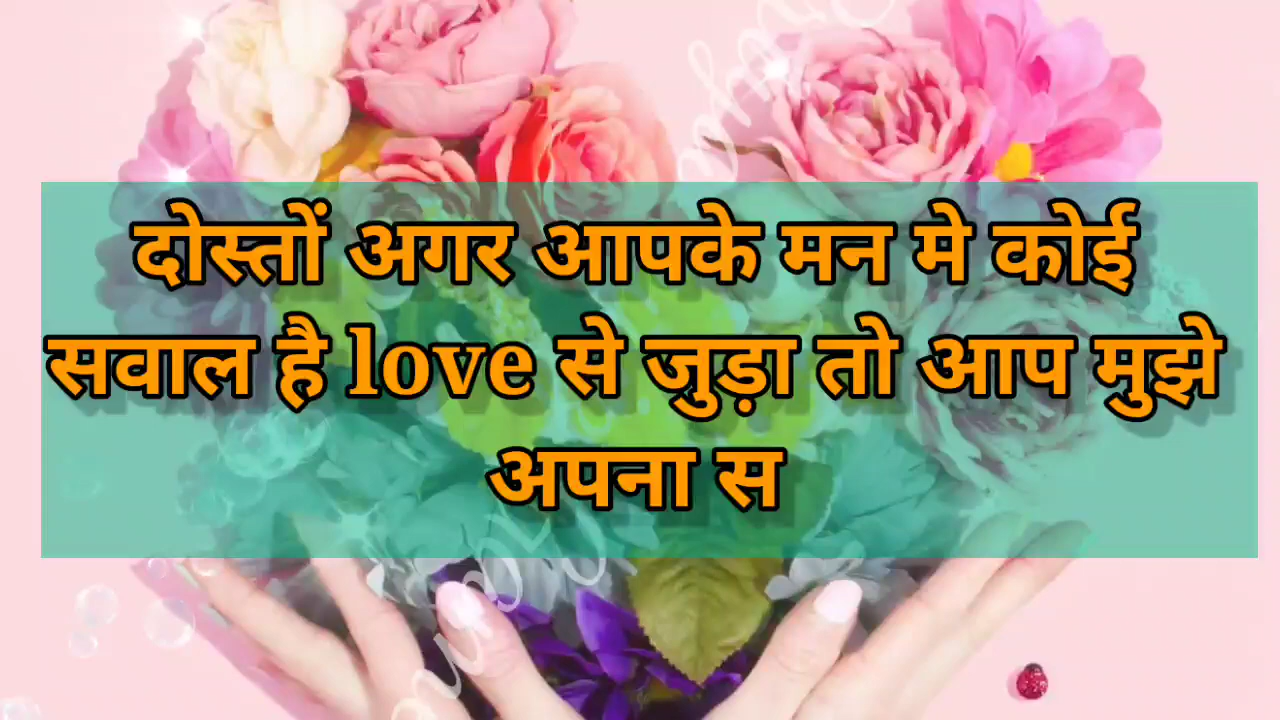 दोस्तों अगर आपके मन मे कोई
सवाल है love से जुड़ा तो आप मुझे
अपना स